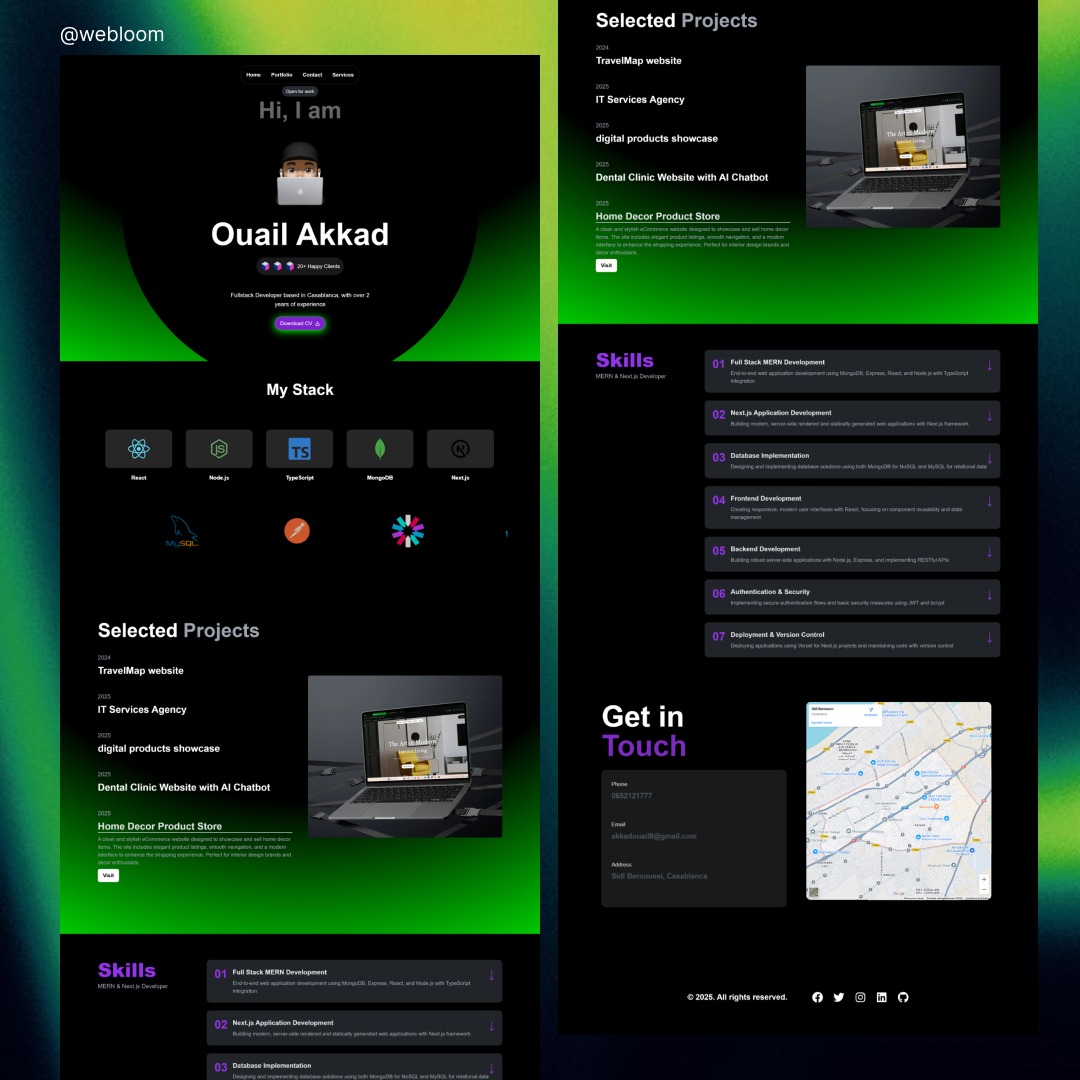 @webloom
Home Portfolio Contact Services
Open for work
Hi, I am
Ouail Akkad
20+ Happy Clients
Fullstack Developer based in Casablanca, with over 2
years of experience
Download CV
My Stack
JS
TS
N
React Node.js TypeScript MongoDB Next.js
MySQL
Selected Projects
2024
TravelMap website
2025
IT Services Agency
2025
digital products showcase
2025
Dental Clinic Website with AI Chatbot
2025
Home Decor Product Store
A clean and stylish eCommerce website designed to showcase and sell home decor
items. The site includes elegant product listings, smooth navigation, and a modern
interface to enhance the shopping experience. Perfect for interior design brands and
decor enthusiasts.
Visit
The Art of Modern
Interior Living
Skills
MERN & Next.js Developer
01 Full Stack MERN Development
End-to-end web application development using MongoDB, Express, React, and Node.js with TypeScript
integration
02 Next.js Application Development
Building modern, server-side rendered and statically generated web applications with Next.js framework
03 Database Implementation
Designing and implementing database solutions using both MongoDB for NoSQL and MySQL for relational data
Selected Projects
2024
TravelMap website
2025
IT Services Agency
2025
digital products showcase
2025
Dental Clinic Website with AI Chatbot
2025
Home Decor Product Store
A clean and stylish eCommerce website designed to showcase and sell home decor
items. The site includes elegant product listings, smooth navigation, and a modern
interface to enhance the shopping experience. Perfect for interior design brands and
decor enthusiasts.
Visit
The Art of Modern
Interior Living
Skills
MERN & Next.js Developer
01 Full Stack MERN Development
End-to-end web application development using MongoDB, Express, React, and Node.js with TypeScript
integration
02 Next.js Application Development
Building modern, server-side rendered and statically generated web applications with Next.js framework
03 Database Implementation
Designing and implementing database solutions using both MongoDB for NoSQL and MySQL for relational data
04 Frontend Development
Creating responsive, modern user interfaces with React, focusing on component reusability and state
management
05 Backend Development
Building robust server-side applications with Node.js, Express, and implementing RESTful APIs
06 Authentication & Security
Implementing secure authentication flows and basic security measures using JWT and bcrypt
07 Deployment & Version Control
Deploying applications using Vercel for Next.js projects and maintaining code with version control
Get in
Touch
Phone
0652121777
Email
akkadouail8@gmail.com
Address
Sidi Bernoussi, Casablanca
Sidi Bernoussi
Google
© 2025. All rights reserved.